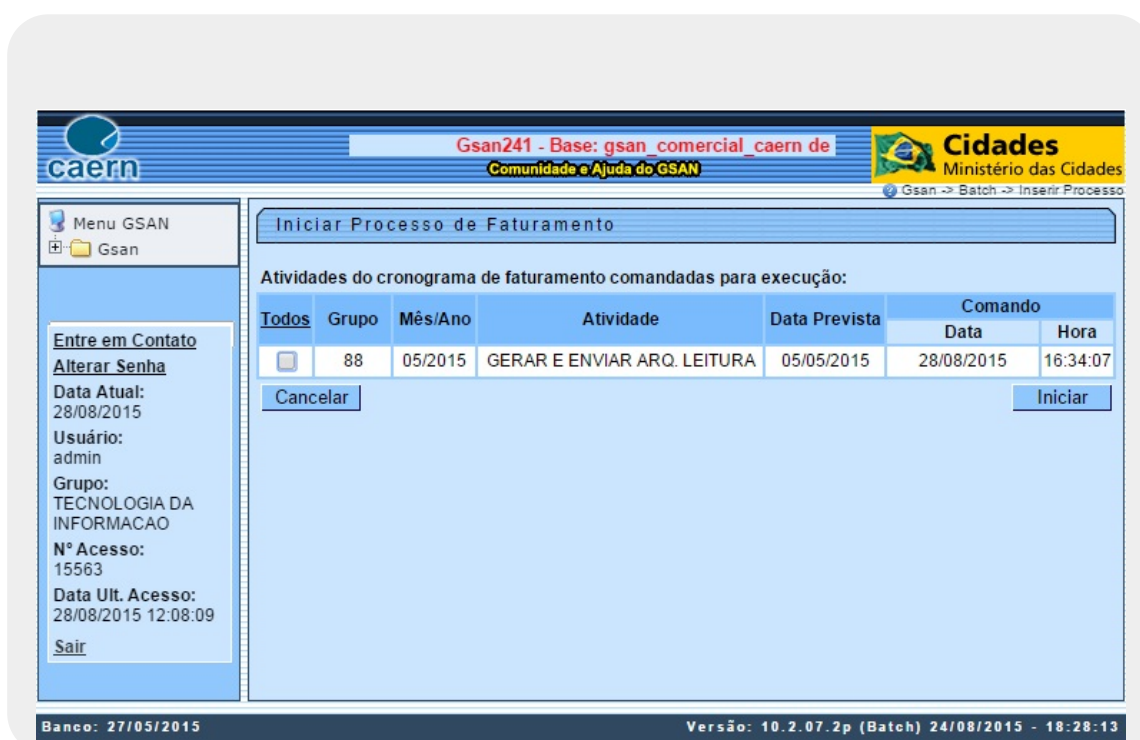 caern
Gsan241 - Base: gsan_comercial_caern de
Comunidade e Ajuda do GSAN
Cidades
Ministério das Cidades
Gsan -> Batch -> Inserir Processo
Menu GSAN
Gsan
Iniciar Processo de Faturamento
Atividades do cronograma de faturamento comandadas para execução:
Todos Grupo Mês/Ano Atividade Data Prevista Comando
Data Hora
88 05/2015 GERAR E ENVIAR ARQ. LEITURA 05/05/2015 28/08/2015 16:34:07
Cancelar Iniciar
Entre em Contato
Alterar Senha
Data Atual:
28/08/2015
Usuário:
admin
Grupo:
TECNOLOGIA DA
INFORMACAO
Nº Acesso:
15563
Data Ult. Acesso:
28/08/2015 12:08:09
Sair
Banco: 27/05/2015 Versão: 10.2.07.2p (Batch) 24/08/2015 - 18:28:13